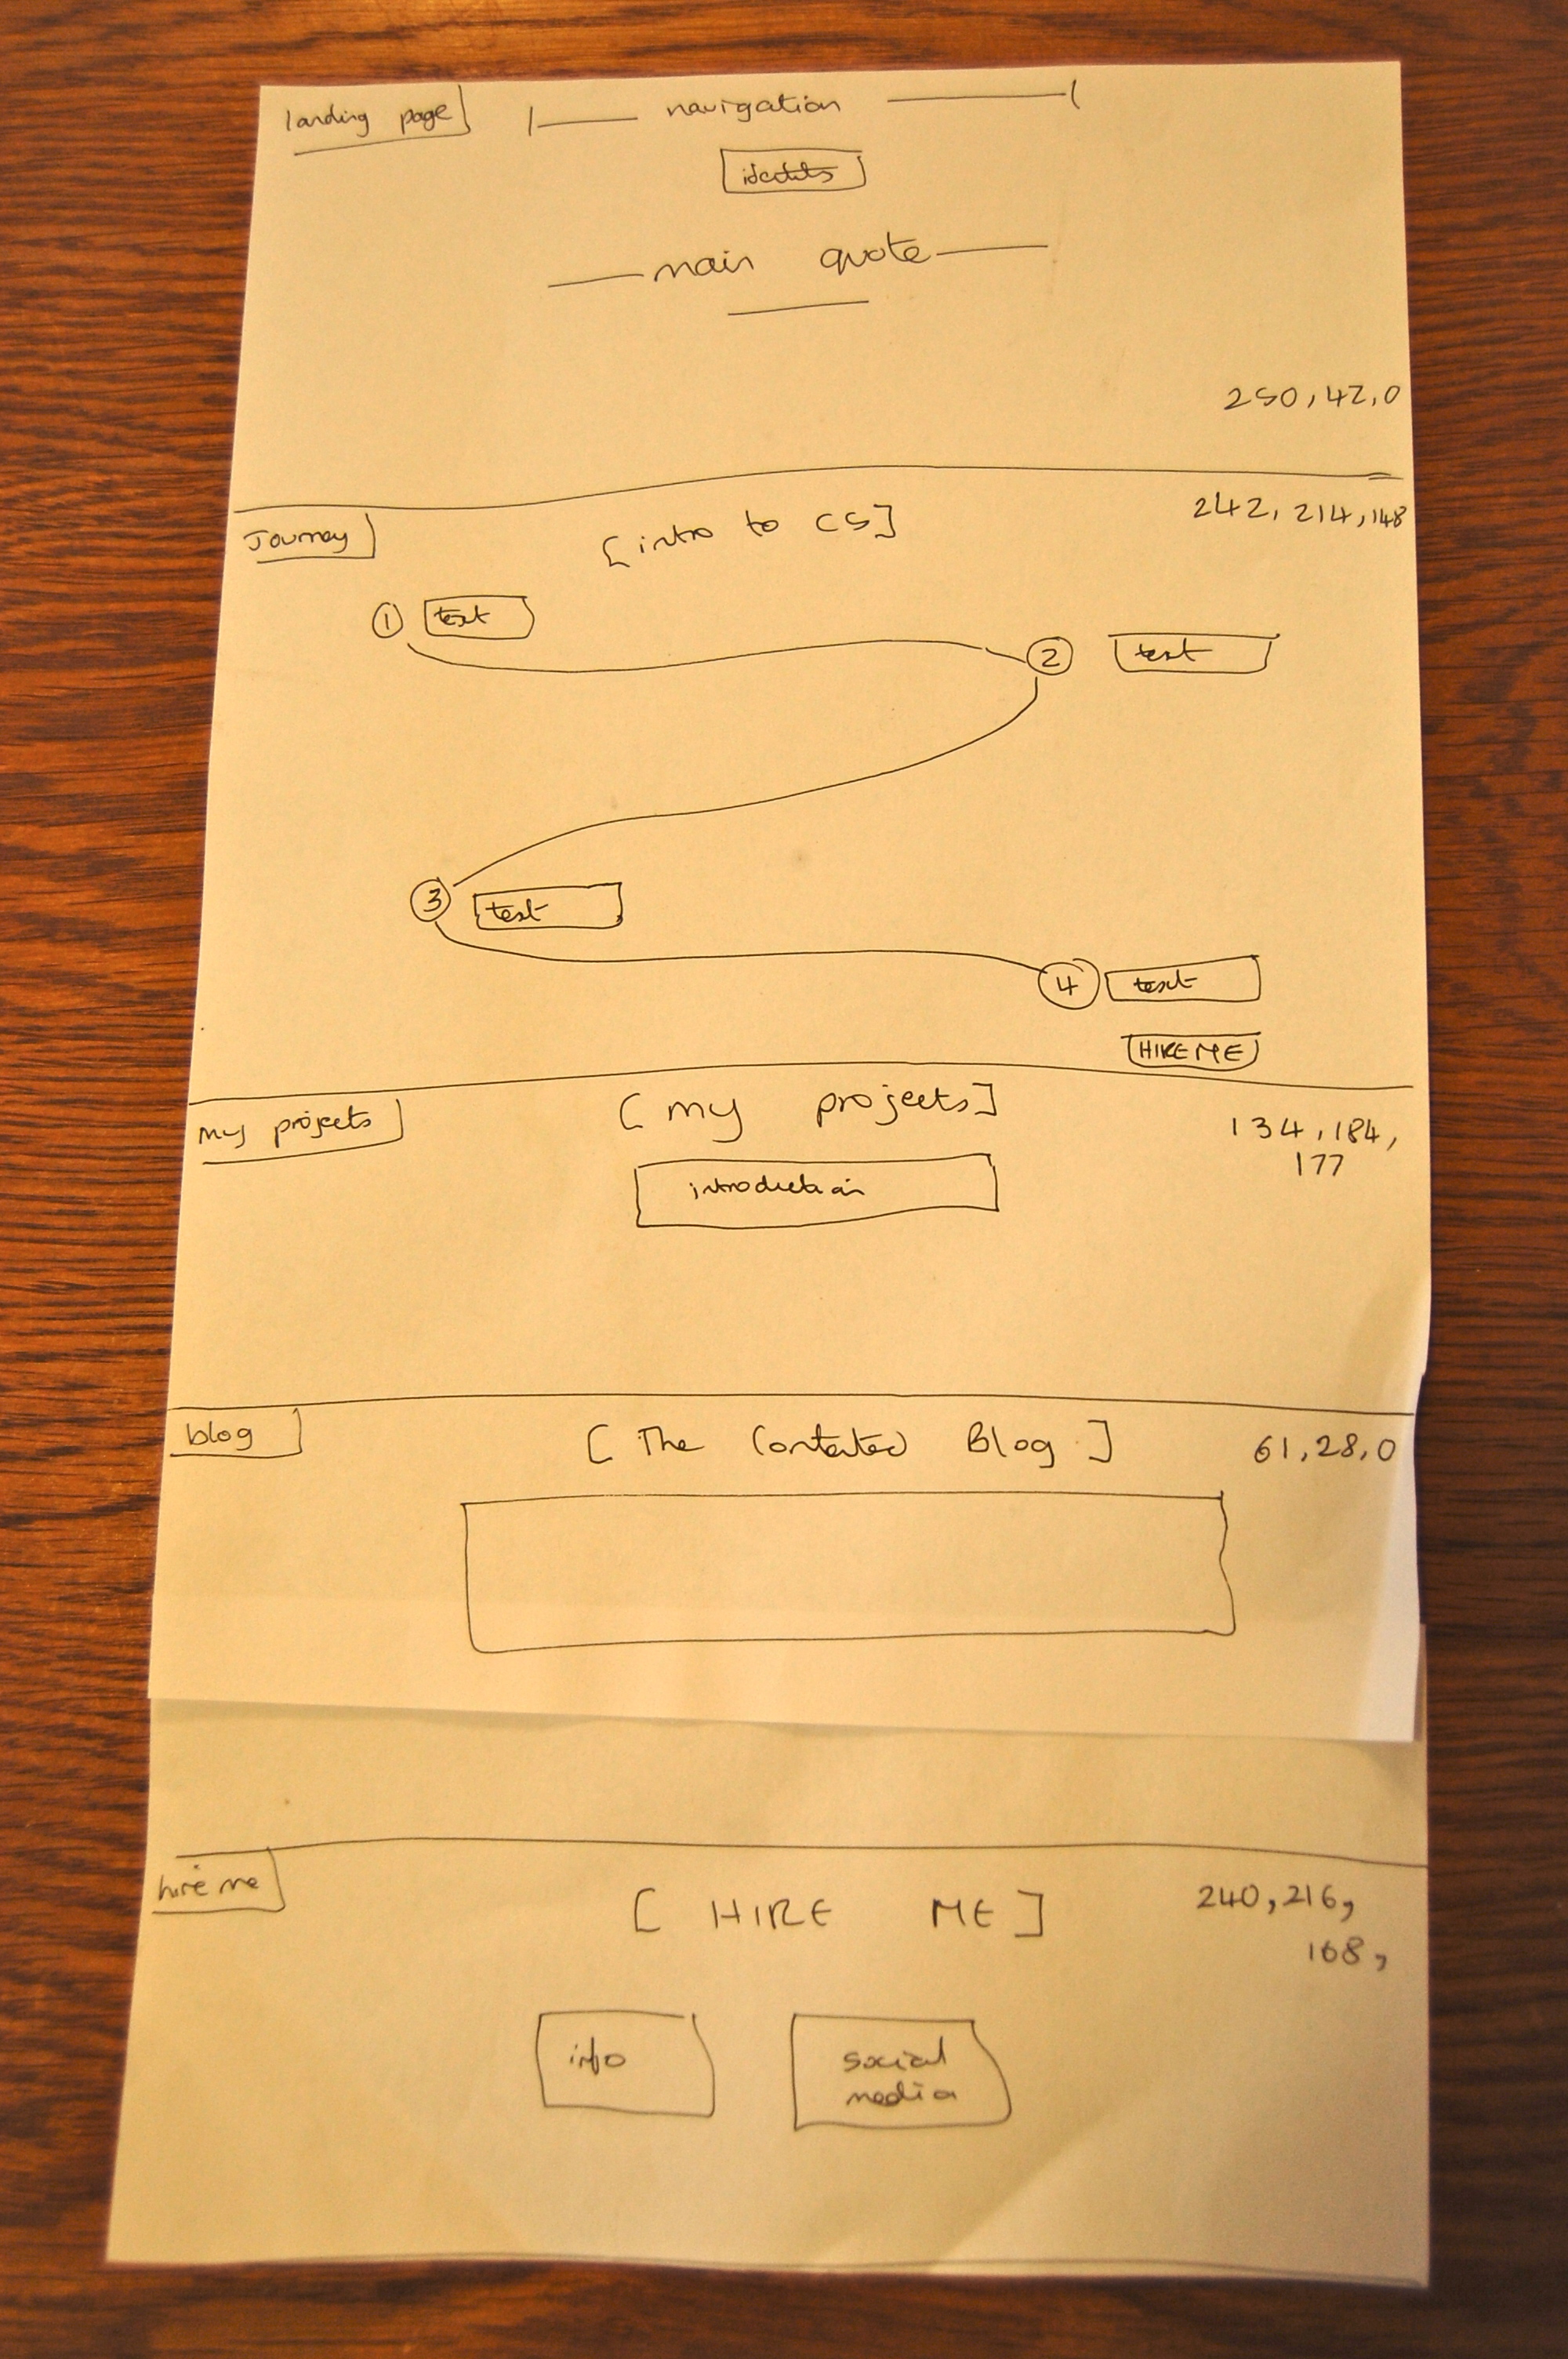 landing page
navigation
identity
main quote
250, 42, 0
Journey
[intro to CS]
242, 214, 148
1 text
2 text
3 text
4 text
HIRE ME
my projects
[my projects]
134, 184,
177
introduction
blog
[The Contated Blog]
61, 28, 0
hire me
[HIRE ME]
240, 216,
168,
info
social
media